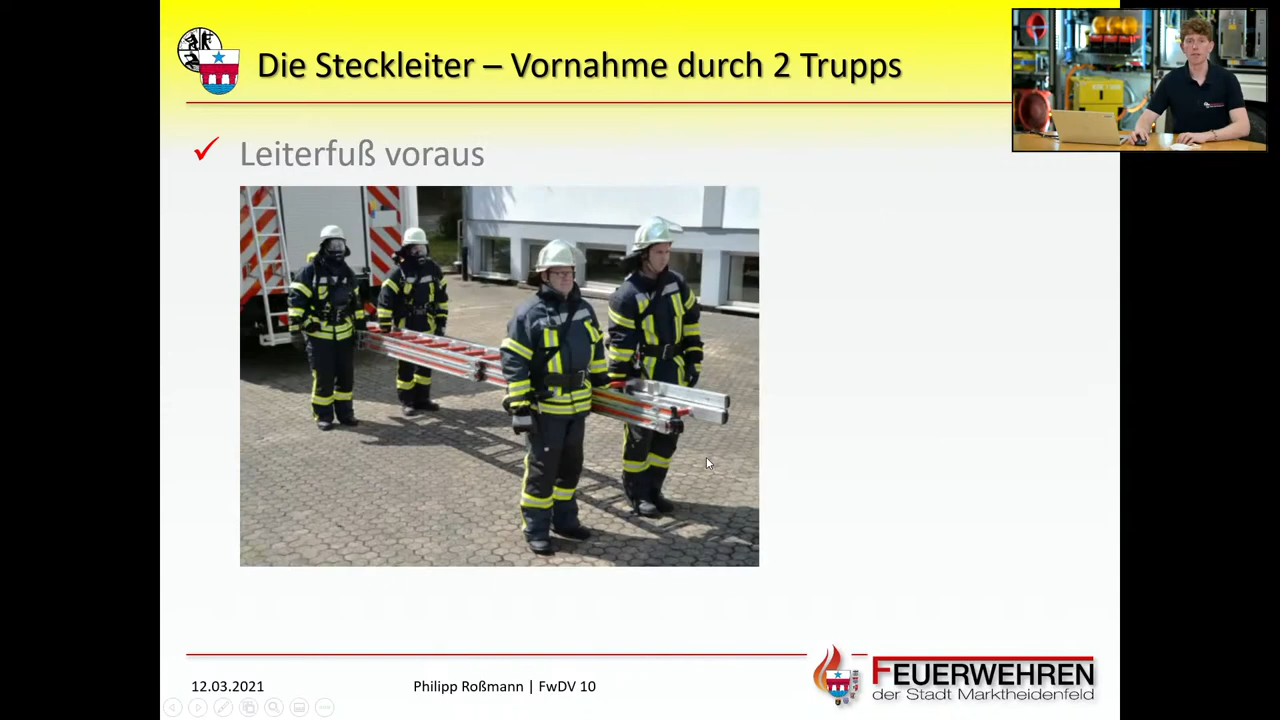 Die Steckleiter – Vornahme durch 2 Trupps
✓ Leiterfuß voraus
12.03.2021
Philipp Roßmann | FwDV 10
FEUERWEHREN
der Stadt Marktheidenfeld